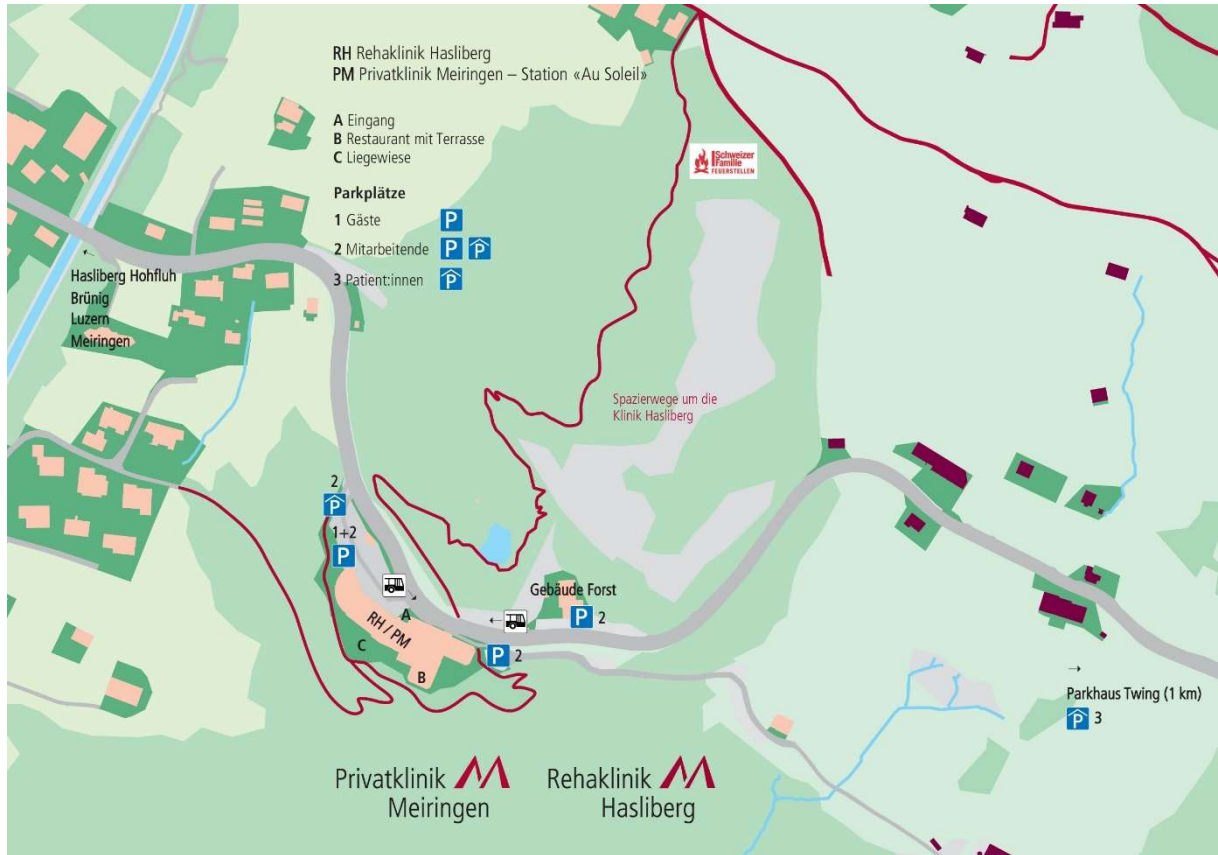 RH Rehaklinik Hasliberg
PM Privatklinik Meiringen – Station «Au Soleil»
A Eingang
B Restaurant mit Terrasse
C Liegewiese
Parkplätze
1 Gäste P
2 Mitarbeitende P P
3 Patient:innen P
Schweizer
Familie
FEUERSTELLEN
Hasliberg Hohfluh
Brünig
Luzern
Meiringen
Spazierwege um die
Klinik Hasliberg
2
P
1+2
P
A
RH / PM
C
B
Gebäude Forst
P 2
P 2
Parkhaus Twing (1 km)
P 3
Privatklinik
Meiringen
Rehaklinik
Hasliberg